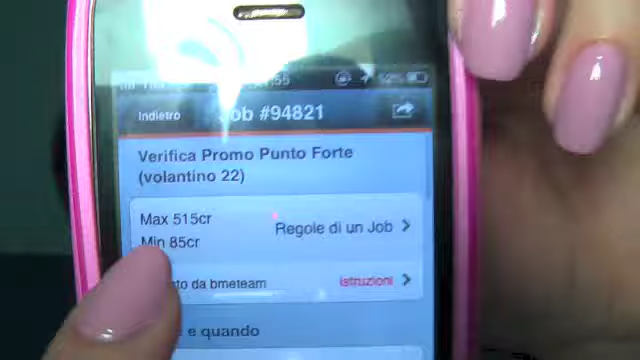 Indietro
Job #94821
Verifica Promo Punto Forte
(volantino 22)
Max 515cr
Min 85cr
Regole di un Job
da bmeteam
istruzioni
e quando